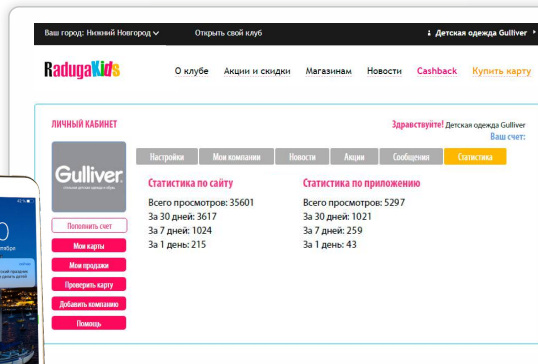 Ваш город: Нижний Новгород
Открыть свой клуб
Детская одежда Gulliver
RadugaKids
О клубе Акции и скидки Магазинам Новости Cashback Купить карту
ЛИЧНЫЙ КАБИНЕТ
Здравствуйте! Детская одежда Gulliver
Ваш счет:
Gulliver
Настройки Мои компании Новости Акции Сообщения Статистика
Статистика по сайту
Всего просмотров: 35601
За 30 дней: 3617
За 7 дней: 1024
За 1 день: 215
Статистика по приложению
Всего просмотров: 5297
За 30 дней: 1021
За 7 дней: 259
За 1 день: 43
Пополнить счет
Мои карты
Мои продажи
Проверить карту
Добавить компанию
Помощь